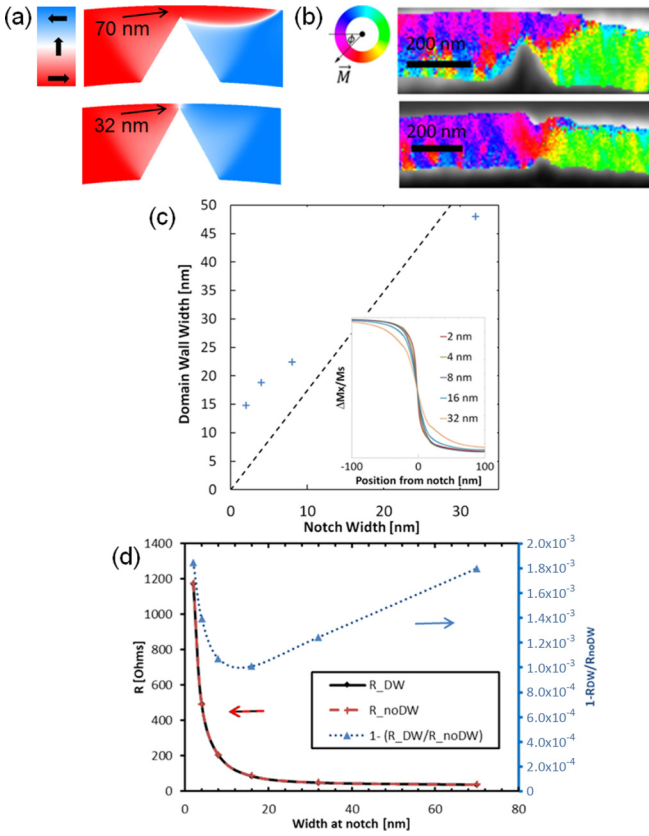 (a)
70 nm
32 nm
(b)
ϕ
M⃗
200 nm
200 nm
(c)
Domain Wall Width [nm]
50
45
40
35
30
25
20
15
10
5
0
0 10 20 30
Notch Width [nm]
ΔMx/Ms
2 nm
4 nm
8 nm
16 nm
32 nm
-100 0 100
Position from notch [nm]
(d)
R [Ohms]
1400
1200
1000
800
600
400
200
0
R_DW
R_noDW
1- (R_DW/R_noDW)
2.0x10⁻³
1.8x10⁻³
1.6x10⁻³
1.4x10⁻³
1.2x10⁻³
1.0x10⁻³
8.0x10⁻⁴
6.0x10⁻⁴
4.0x10⁻⁴
2.0x10⁻⁴
0
1-RDW/RnoDW
0 20 40 60 80
Width at notch [nm]